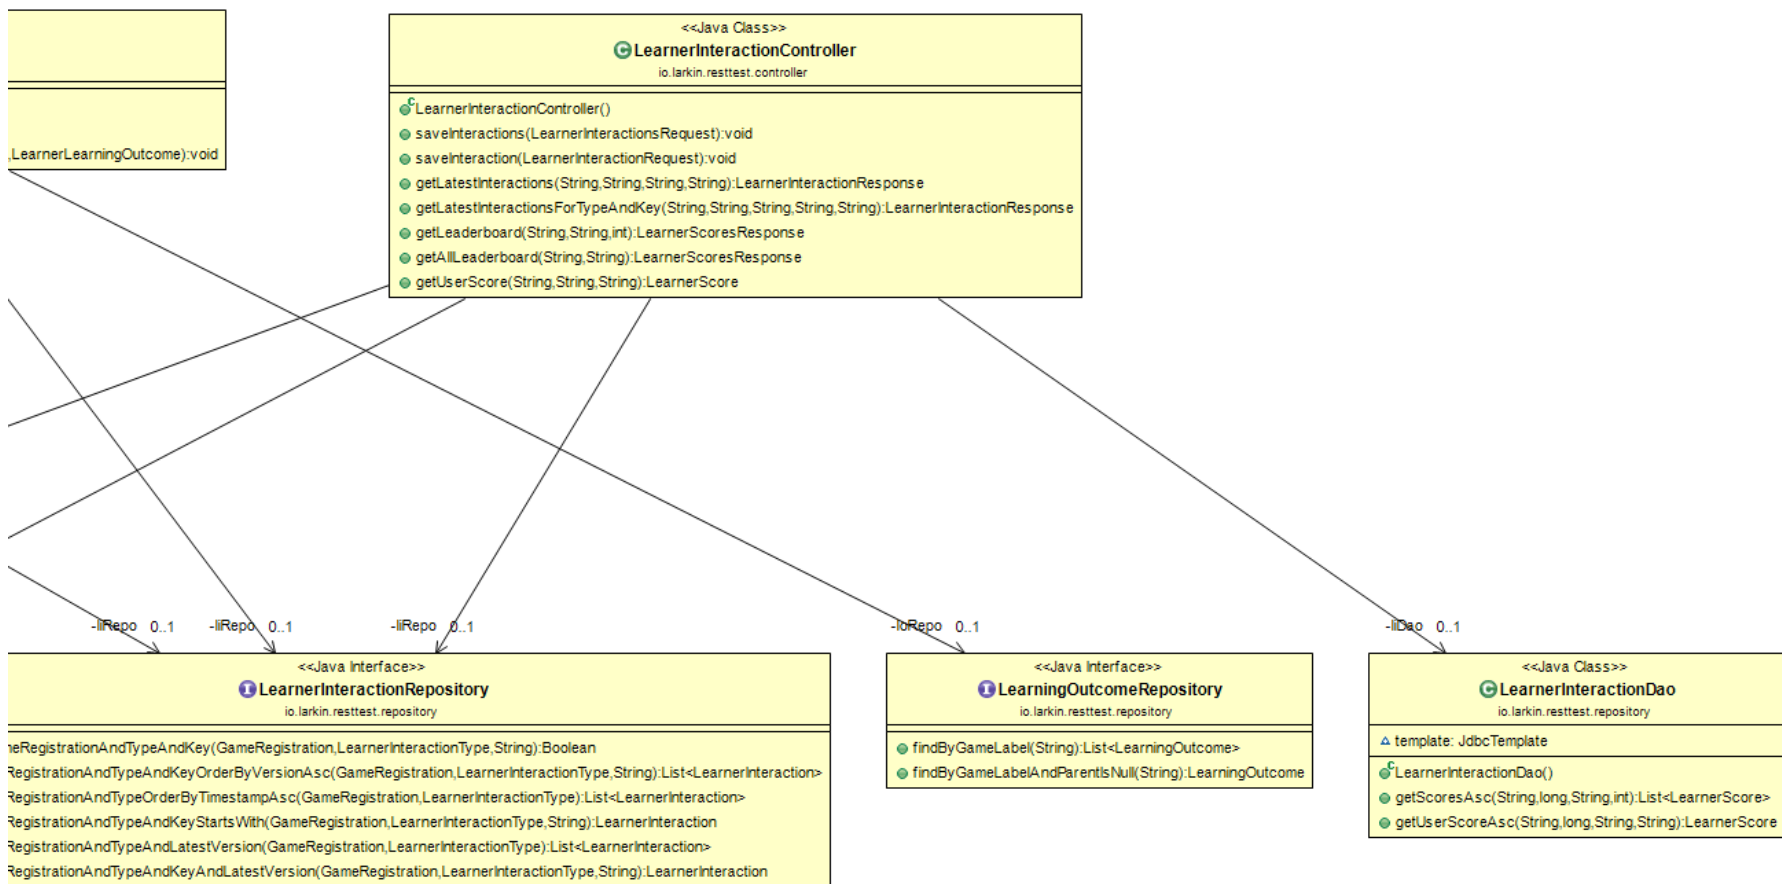 ,LearnerLearningOutcome):void
<<Java Class>>
LearnerInteractionController
io.larkin.resttest.controller
LearnerInteractionController()
saveInteractions(LearnerInteractionsRequest):void
saveInteraction(LearnerInteractionRequest):void
getLatestInteractions(String,String,String,String):LearnerInteractionResponse
getLatestInteractionsForTypeAndKey(String,String,String,String,String):LearnerInteractionResponse
getLeaderboard(String,String,int):LearnerScoresResponse
getAllLeaderboard(String,String):LearnerScoresResponse
getUserScore(String,String,String):LearnerScore
-liRepo 0..1
-liRepo 0..1
-liRepo 0..1
-loRepo 0..1
-liDao 0..1
<<Java Interface>>
LearnerInteractionRepository
io.larkin.resttest.repository
eRegistrationAndTypeAndKey(GameRegistration,LearnerInteractionType,String):Boolean
RegistrationAndTypeAndKeyOrderByVersionAsc(GameRegistration,LearnerInteractionType,String):List<LearnerInteraction>
RegistrationAndTypeOrderByTimestampAsc(GameRegistration,LearnerInteractionType):List<LearnerInteraction>
RegistrationAndTypeAndKeyStartsWith(GameRegistration,LearnerInteractionType,String):LearnerInteraction
RegistrationAndTypeAndLatestVersion(GameRegistration,LearnerInteractionType):List<LearnerInteraction>
RegistrationAndTypeAndKeyAndLatestVersion(GameRegistration,LearnerInteractionType,String):LearnerInteraction
<<Java Interface>>
LearningOutcomeRepository
io.larkin.resttest.repository
findByGameLabel(String):List<LearningOutcome>
findByGameLabelAndParentIsNull(String):LearningOutcome
<<Java Class>>
LearnerInteractionDao
io.larkin.resttest.repository
template: JdbcTemplate
LearnerInteractionDao()
getScoresAsc(String,long,String,int):List<LearnerScore>
getUserScoreAsc(String,long,String,String):LearnerScore